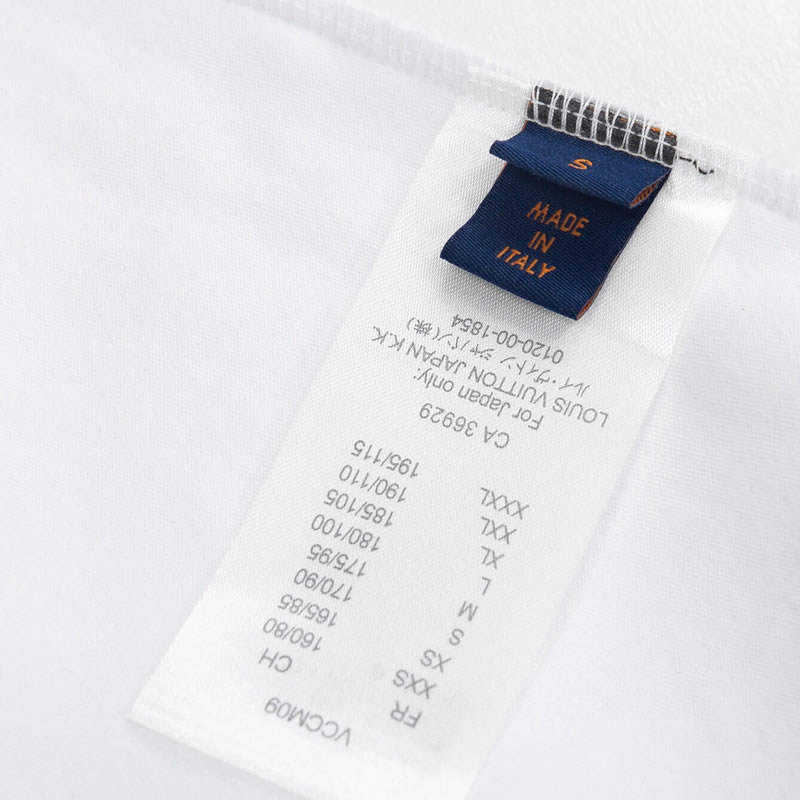 S
MADE
IN
ITALY
VCCM09
FR CH
XXS 160/80
XS 165/85
S 170/90
M 175/95
L 180/100
XL 185/105
XXL 190/110
XXXL 195/115
CA 36929
For Japan only:
LOUIS VUITTON JAPAN K.K.
ルイ・ヴィトン ジャパン(株)
0120-00-1854